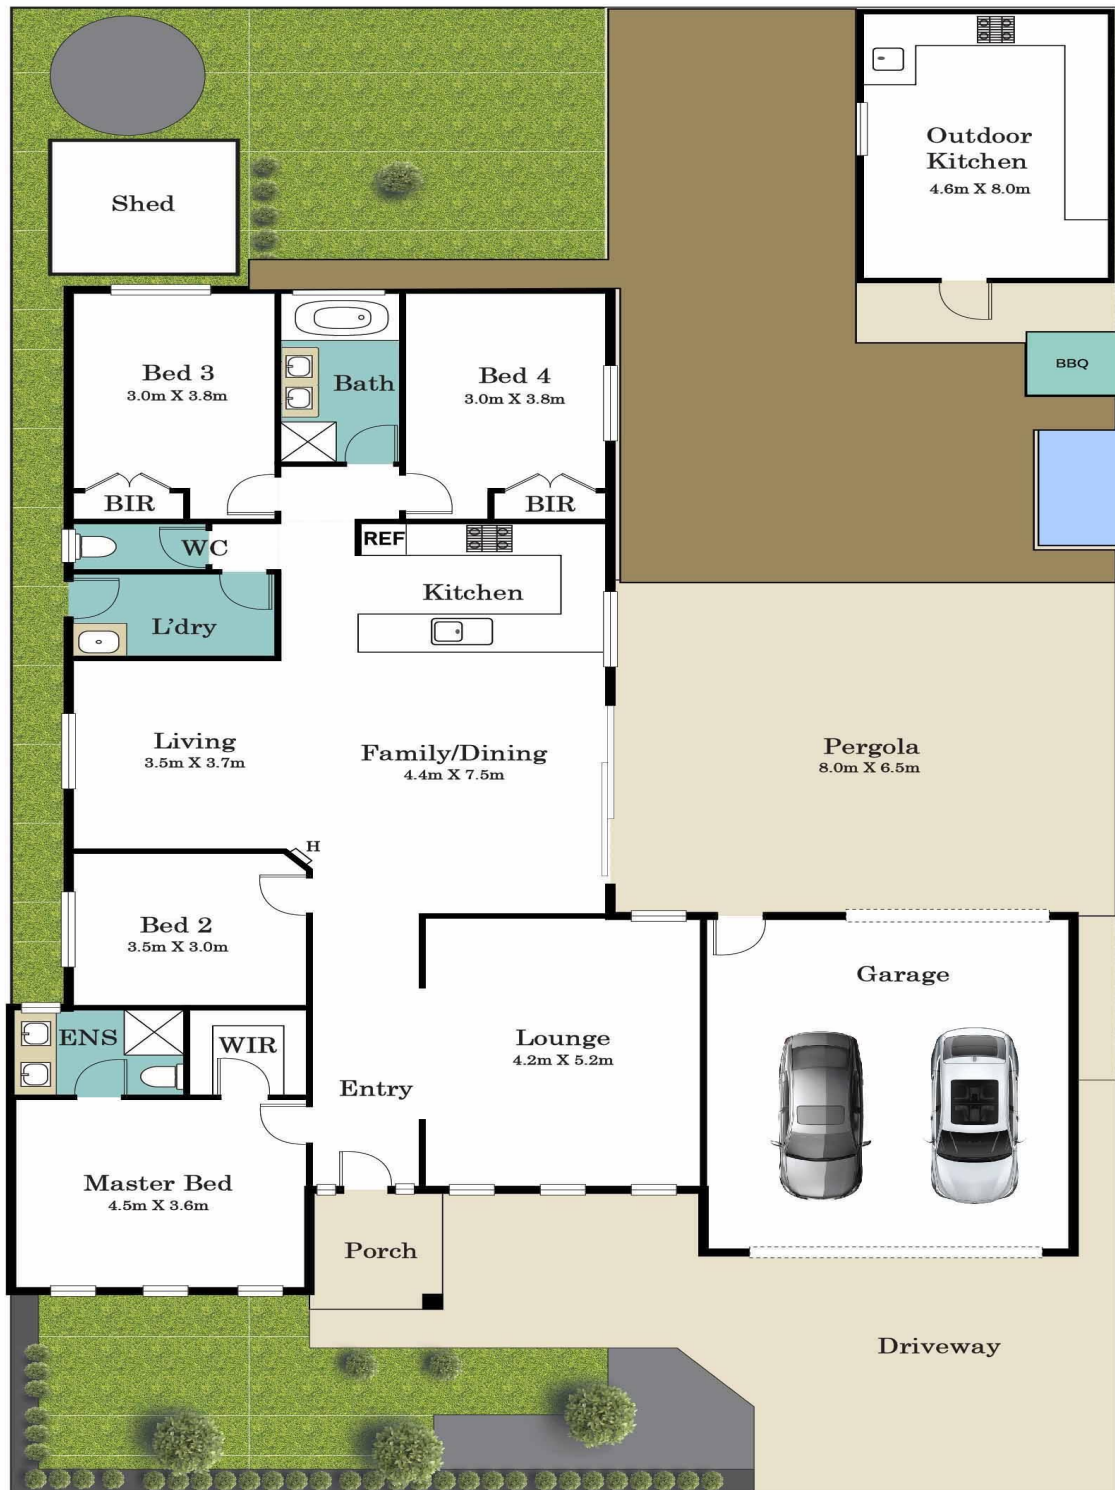 Outdoor
Kitchen
4.6m X 8.0m
Shed
BBQ
Bed 3
3.0m X 3.8m
Bath
Bed 4
3.0m X 3.8m
BIR
BIR
WC
REF
Kitchen
L'dry
Living
3.5m X 3.7m
Family/Dining
4.4m X 7.5m
Pergola
8.0m X 6.5m
H
Bed 2
3.5m X 3.0m
Garage
ENS
WIR
Lounge
4.2m X 5.2m
Entry
Master Bed
4.5m X 3.6m
Porch
Driveway